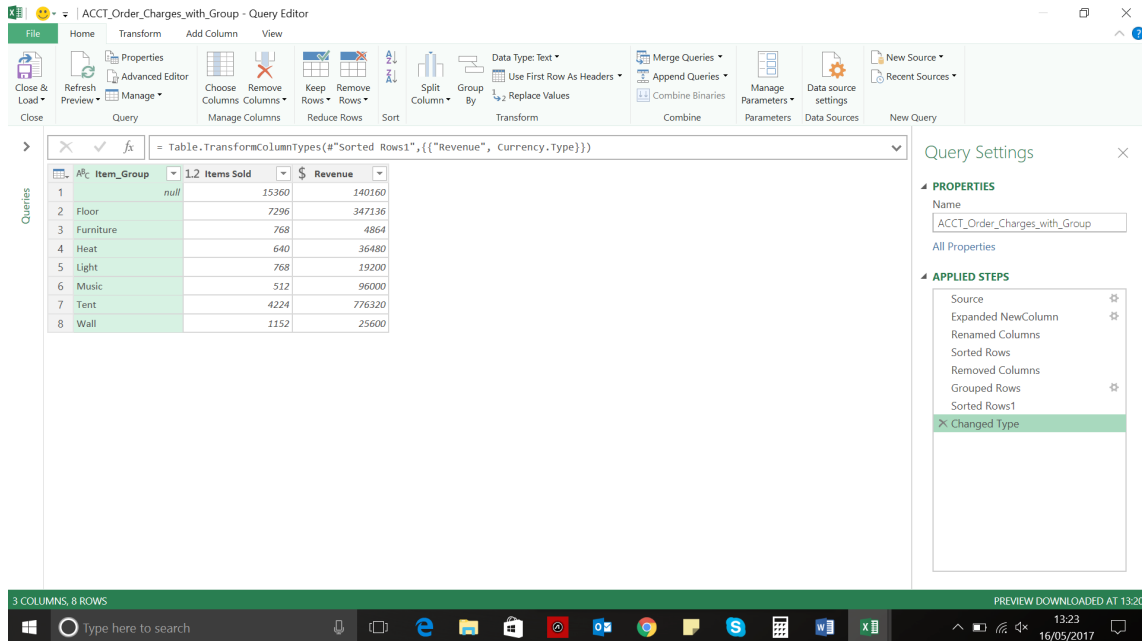 ACCT_Order_Charges_with_Group - Query Editor
File Home Transform Add Column View
Close & Load
Refresh Preview
Properties
Advanced Editor
Manage
Choose Columns
Remove Columns
Keep Rows
Remove Rows
A Z
Z A
Split Column
Group By
Data Type: Text
Use First Row As Headers
1 2 Replace Values
Merge Queries
Append Queries
Combine Binaries
Manage Parameters
Data source settings
New Source
Recent Sources
Close Query Manage Columns Reduce Rows Sort Transform Combine Parameters Data Sources New Query
fx = Table.TransformColumnTypes(#"Sorted Rows1",{{"Revenue", Currency.Type}})
Queries
ABC Item_Group 1.2 Items Sold $ Revenue
1 null 15360 140160
2 Floor 7296 347136
3 Furniture 768 4864
4 Heat 640 36480
5 Light 768 19200
6 Music 512 96000
7 Tent 4224 776320
8 Wall 1152 25600
Query Settings
PROPERTIES
Name
ACCT_Order_Charges_with_Group
All Properties
APPLIED STEPS
Source
Expanded NewColumn
Renamed Columns
Sorted Rows
Removed Columns
Grouped Rows
Sorted Rows1
Changed Type
3 COLUMNS, 8 ROWS PREVIEW DOWNLOADED AT 13:20
Type here to search
13:23
16/05/2017